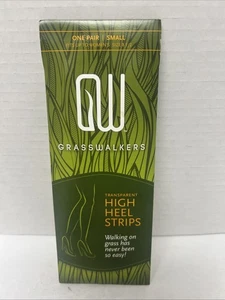 ONE PAIR | SMALL
GW
GRASSWALKERS
TRANSPARENT
HIGH
HEEL
STRIPS
Walking on
grass has
never been
so easy!